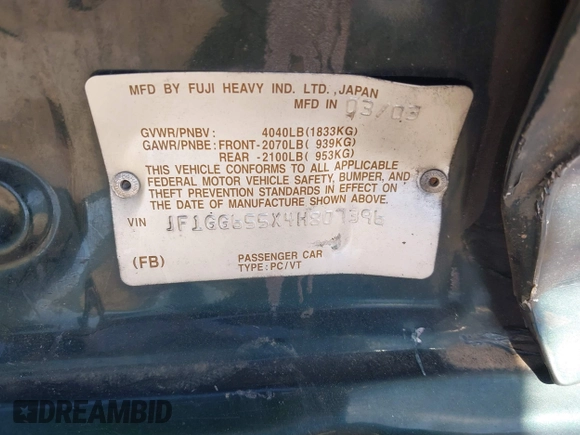 MFD BY FUJI HEAVY IND. LTD.,JAPAN
MFD IN 03/03
GVWR/PNBV : 4040LB(1833KG)
GAWR/PNBE: FRONT-2070LB( 939KG)
REAR -2100LB( 953KG)
THIS VEHICLE CONFORMS TO ALL APPLICABLE
FEDERAL MOTOR VEHICLE SAFETY, BUMPER, AND
THEFT PREVENTION STANDARDS IN EFFECT ON
THE DATE OF MANUFACTURE SHOWN ABOVE.
VIN
(FB) PASSENGER CAR
TYPE:PC/VT
DREAMBID